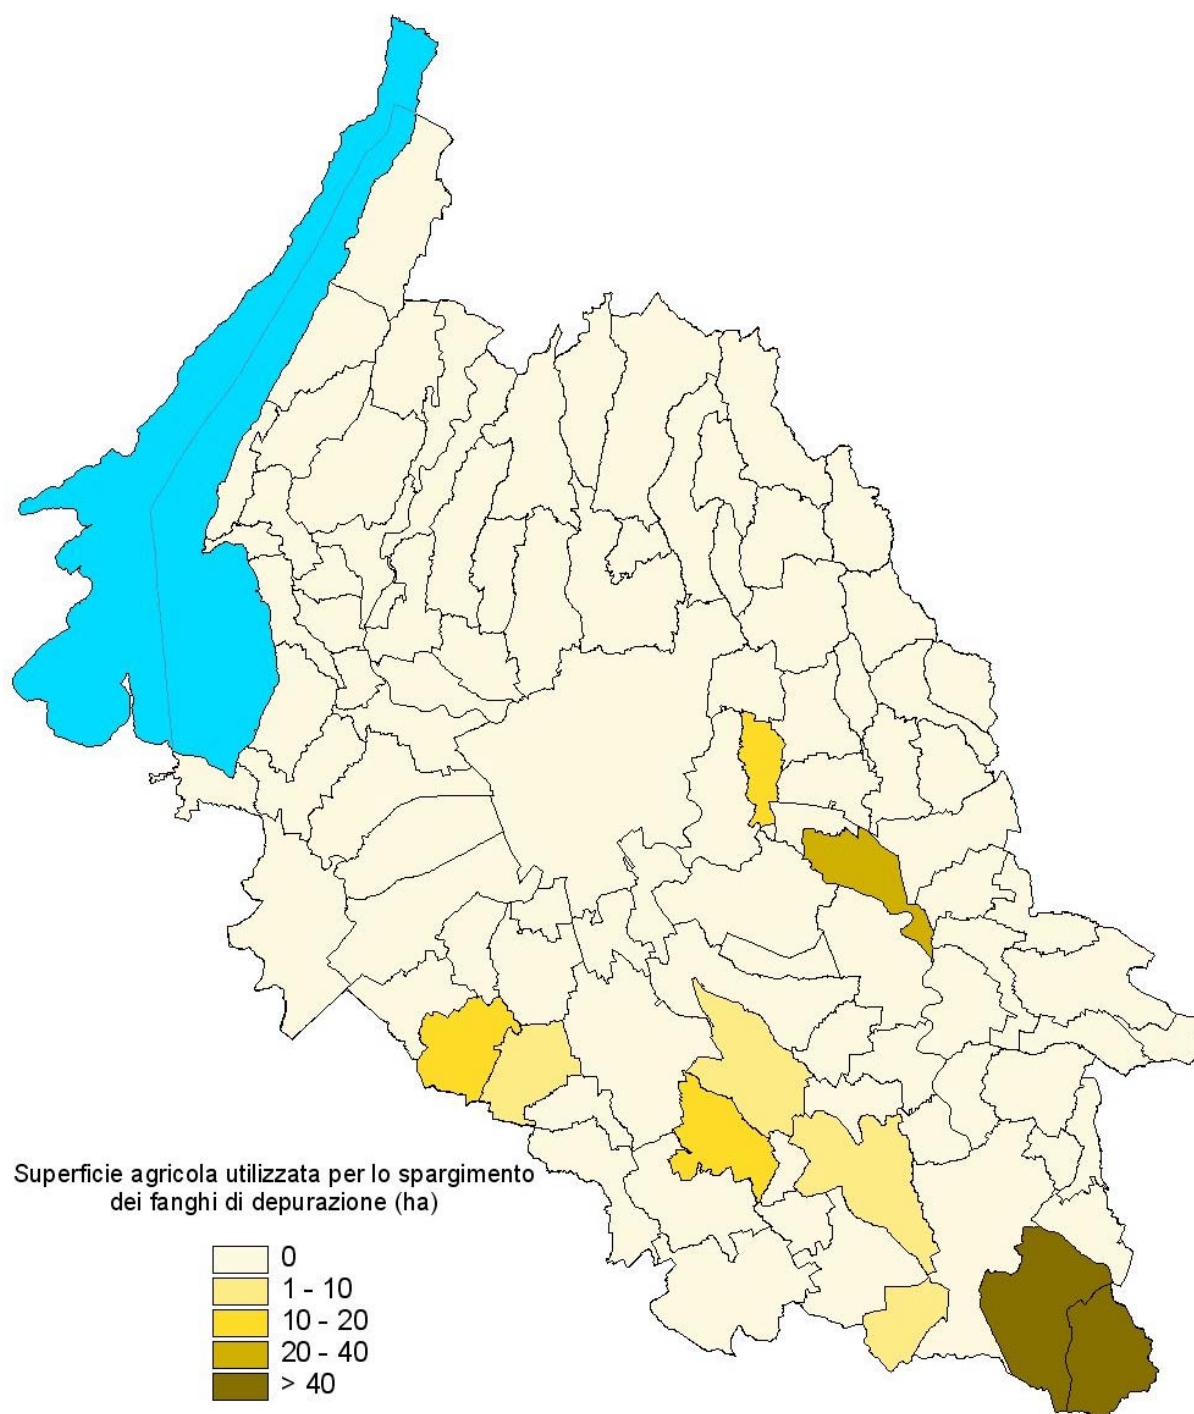 Superficie agricola utilizzata per lo spargimento
dei fanghi di depurazione (ha)
0
1 - 10
10 - 20
20 - 40
> 40